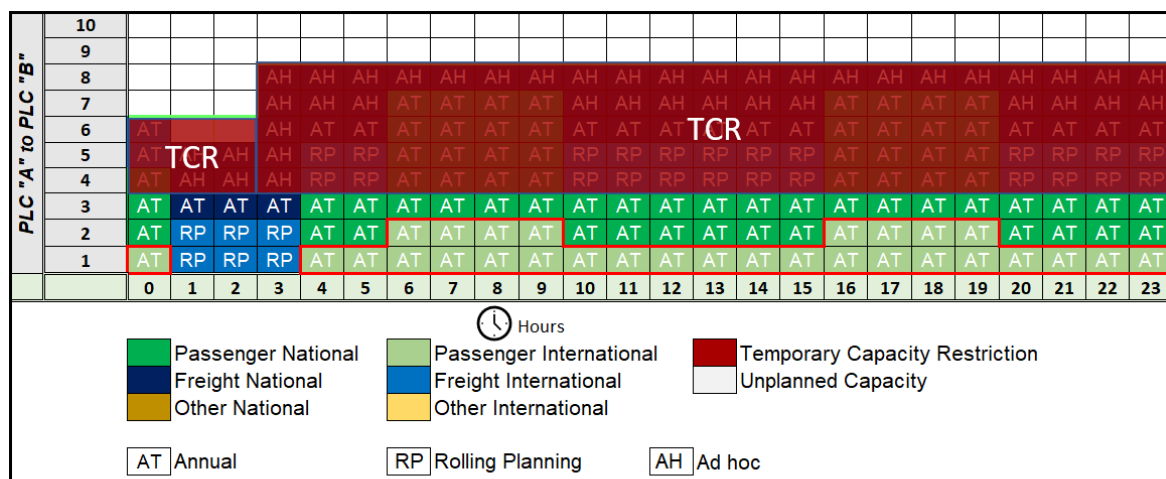 PLC "A" to PLC "B"
10
9
8 AH AH AH AH AH AH AH AH AH AH AH AH AH AH AH AH AH AH AH AH AH
7 AH AH AH AT AT AT AT AH AH AH AH AH AH AT AT AT AT AH AH AH AH
6 AT AH AT AT AT AT AT AT AT AT AT TCR AT AT AT AT AT AT AT AT AT AT
5 AT TCR AH AH RP RP AT AT AT AT RP RP RP RP RP RP AT AT AT AT RP RP RP RP
4 AT AH AH AH RP RP AT AT AT AT RP RP RP RP RP RP AT AT AT AT RP RP RP RP
3 AT AT AT AT AT AT AT AT AT AT AT AT AT AT AT AT AT AT AT AT AT AT AT AT
2 AT RP RP RP AT AT AT AT AT AT AT AT AT AT AT AT AT AT AT AT AT AT AT AT
1 AT RP RP RP AT AT AT AT AT AT AT AT AT AT AT AT AT AT AT AT AT AT AT AT
0 1 2 3 4 5 6 7 8 9 10 11 12 13 14 15 16 17 18 19 20 21 22 23
Hours
Passenger National Passenger International Temporary Capacity Restriction
Freight National Freight International Unplanned Capacity
Other National Other International
AT Annual RP Rolling Planning AH Ad hoc